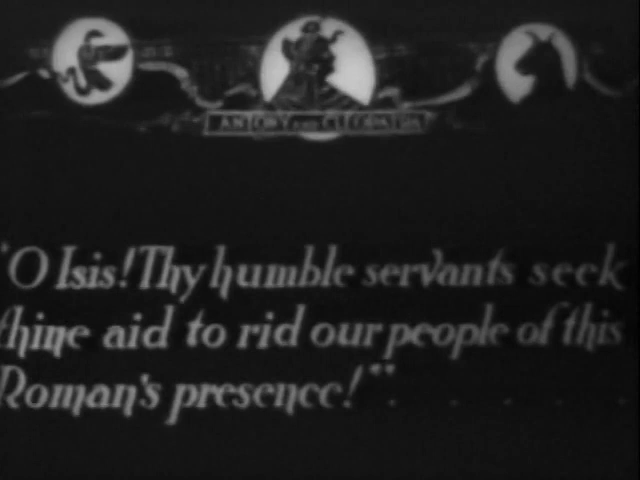 ANTONY AND CLEOPATRA
"O Isis! Thy humble servants seek
thine aid to rid our people of this
Roman's presence!"